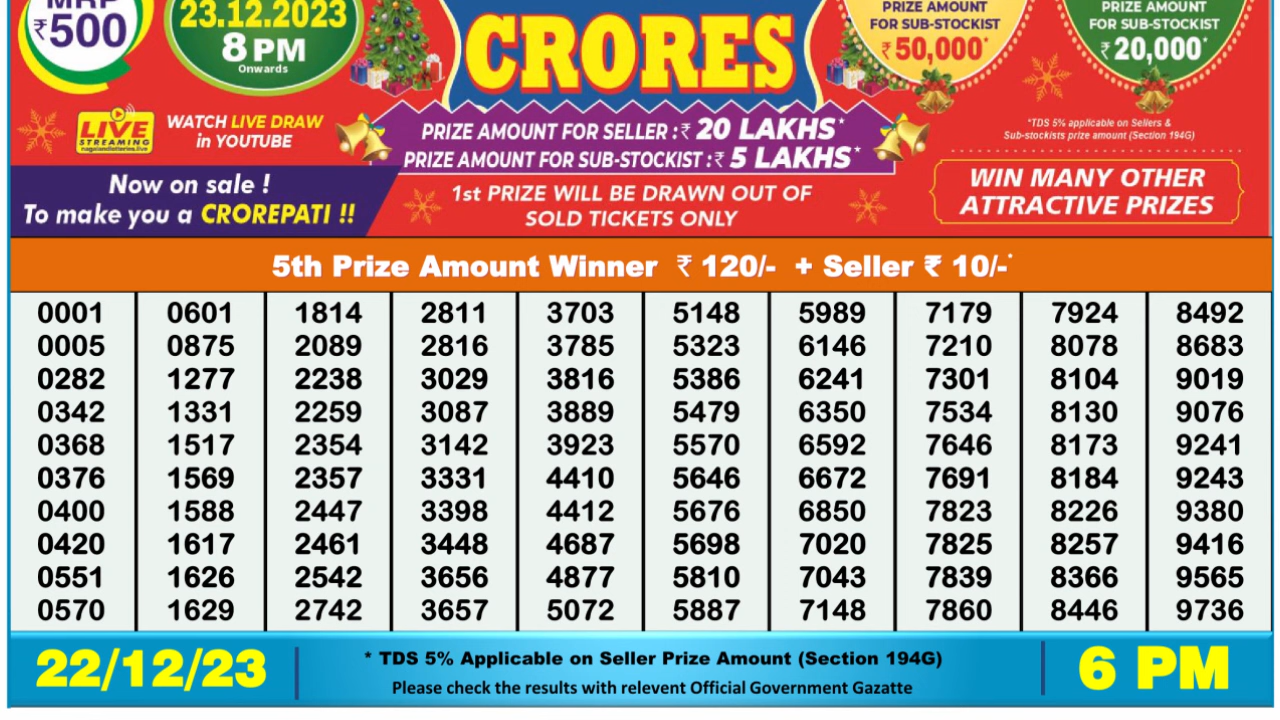 MRP
₹500
23.12.2023
8 PM
Onwards
CRORES
PRIZE AMOUNT
FOR SUB-STOCKIST
₹ 50,000*
PRIZE AMOUNT
FOR SUB-STOCKIST
₹ 20,000*
LIVE
STREAMING
nagalandlotteries.live
WATCH LIVE DRAW
in YOUTUBE
PRIZE AMOUNT FOR SELLER :₹ 20 LAKHS*
PRIZE AMOUNT FOR SUB-STOCKIST :₹ 5 LAKHS*
*TDS 5% applicable on Sellers &
Sub-stockists prize amount (Section 194G)
Now on sale !
To make you a CROREPATI !!
1st PRIZE WILL BE DRAWN OUT OF
SOLD TICKETS ONLY
WIN MANY OTHER
ATTRACTIVE PRIZES
5th Prize Amount Winner ₹ 120/- + Seller ₹ 10/-*
0001 0601 1814 2811 3703 5148 5989 7179 7924 8492
0005 0875 2089 2816 3785 5323 6146 7210 8078 8683
0282 1277 2238 3029 3816 5386 6241 7301 8104 9019
0342 1331 2259 3087 3889 5479 6350 7534 8130 9076
0368 1517 2354 3142 3923 5570 6592 7646 8173 9241
0376 1569 2357 3331 4410 5646 6672 7691 8184 9243
0400 1588 2447 3398 4412 5676 6850 7823 8226 9380
0420 1617 2461 3448 4687 5698 7020 7825 8257 9416
0551 1626 2542 3656 4877 5810 7043 7839 8366 9565
0570 1629 2742 3657 5072 5887 7148 7860 8446 9736
22/12/23
* TDS 5% Applicable on Seller Prize Amount (Section 194G)
Please check the results with relevent Official Government Gazatte
6 PM